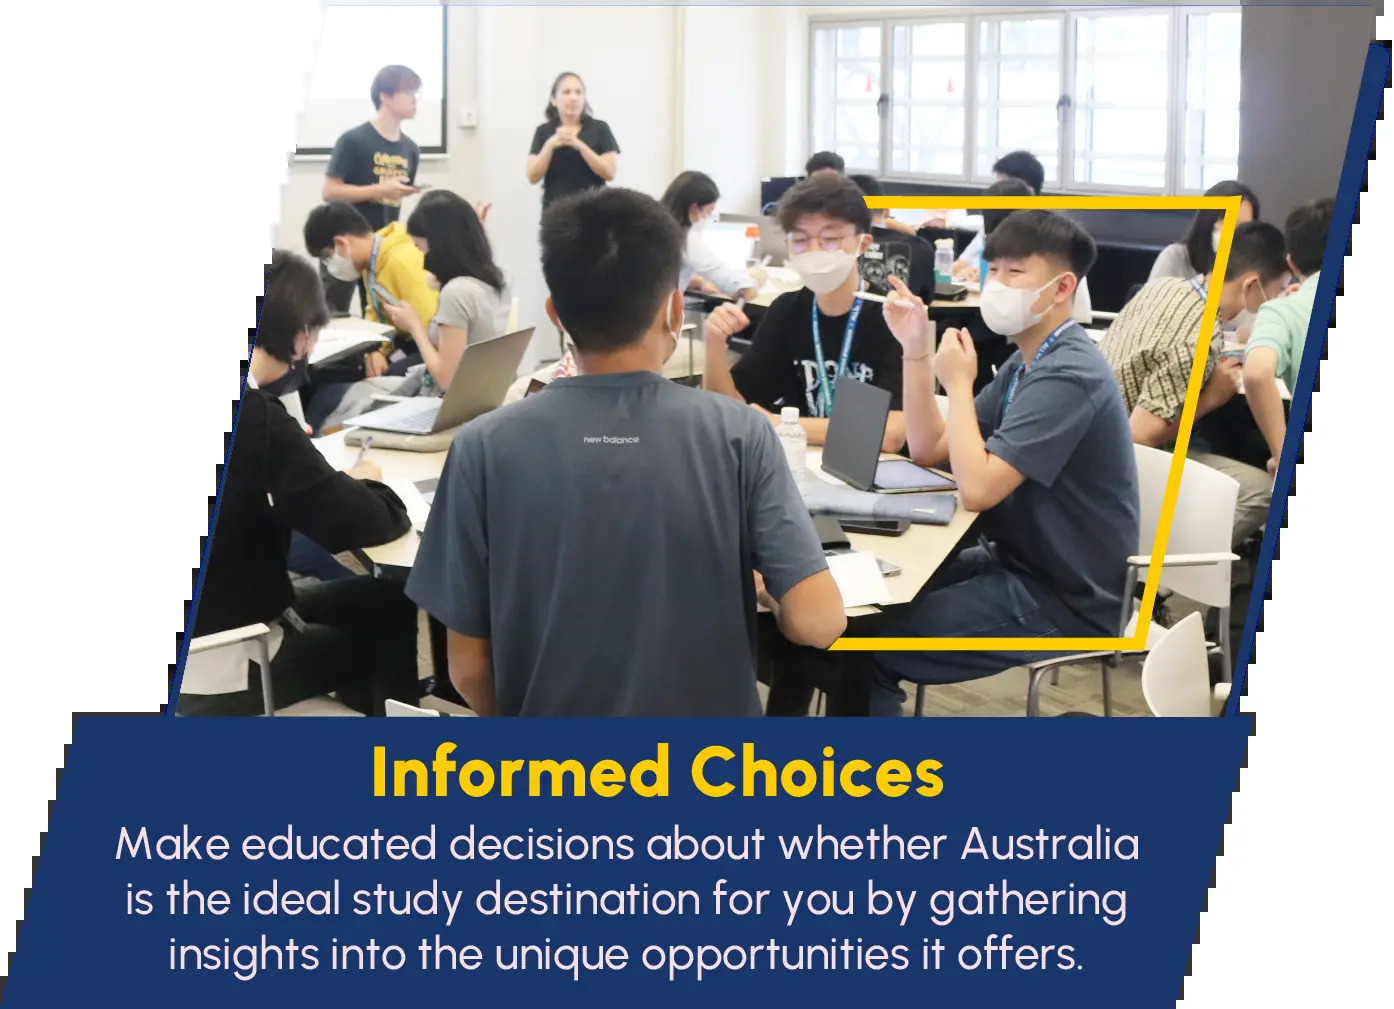 new balance
Informed Choices
Make educated decisions about whether Australia
is the ideal study destination for you by gathering
insights into the unique opportunities it offers.